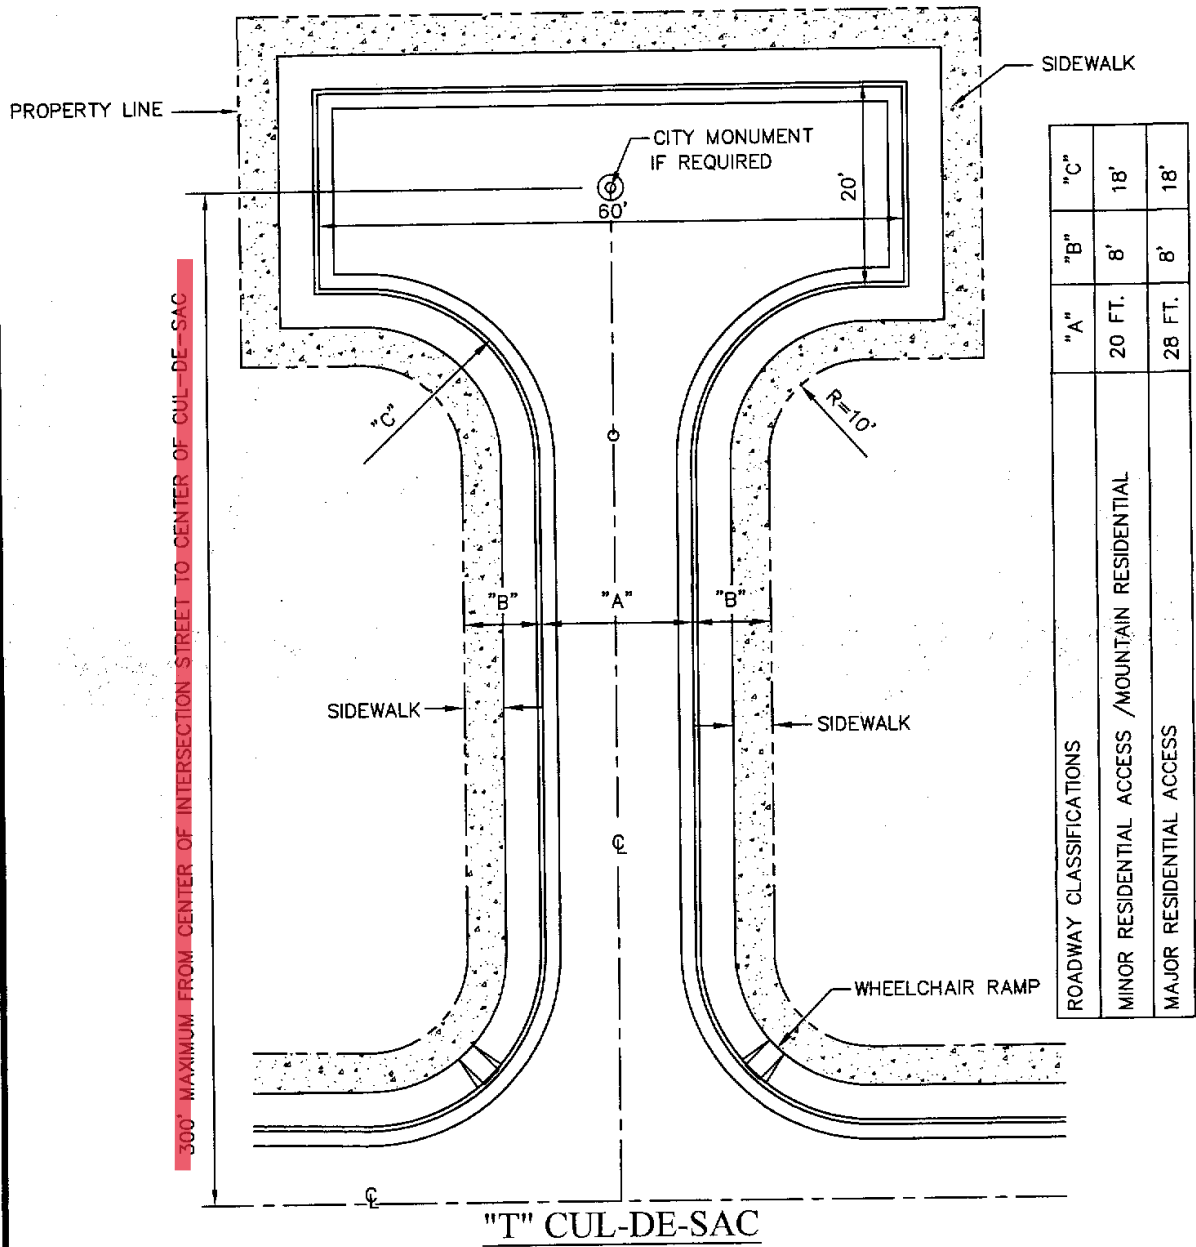 SIDEWALK
PROPERTY LINE
CITY MONUMENT
IF REQUIRED
60'
20'
300' MAXIMUM FROM CENTER OF INTERSECTION STREET TO CENTER OF CUL-DE-SAC
"C"
R=10'
"B"
"A"
"B"
SIDEWALK
SIDEWALK
℄
WHEELCHAIR RAMP
℄
"T" CUL-DE-SAC
ROADWAY CLASSIFICATIONS "A" "B" "C"
MINOR RESIDENTIAL ACCESS /MOUNTAIN RESIDENTIAL 20 FT. 8' 18'
MAJOR RESIDENTIAL ACCESS 28 FT. 8' 18'